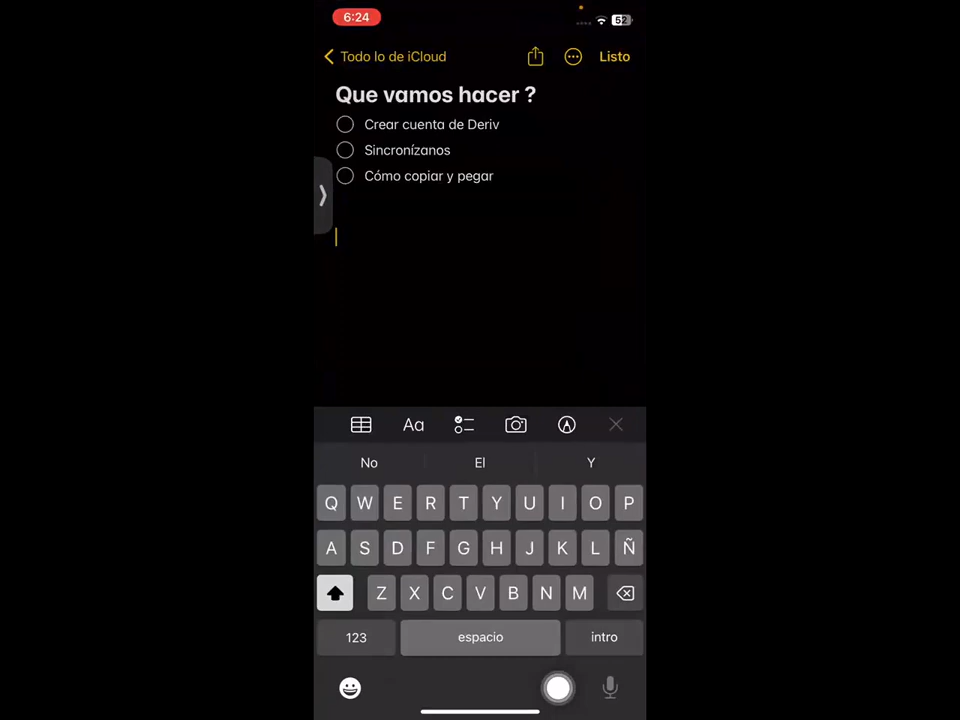 6:24
52
Todo lo de iCloud
Listo
Que vamos hacer ?
Crear cuenta de Deriv
Sincronízanos
Cómo copiar y pegar
Aa
No El Y
Q W E R T Y U I O P
A S D F G H J K L Ñ
Z X C V B N M
123 espacio intro